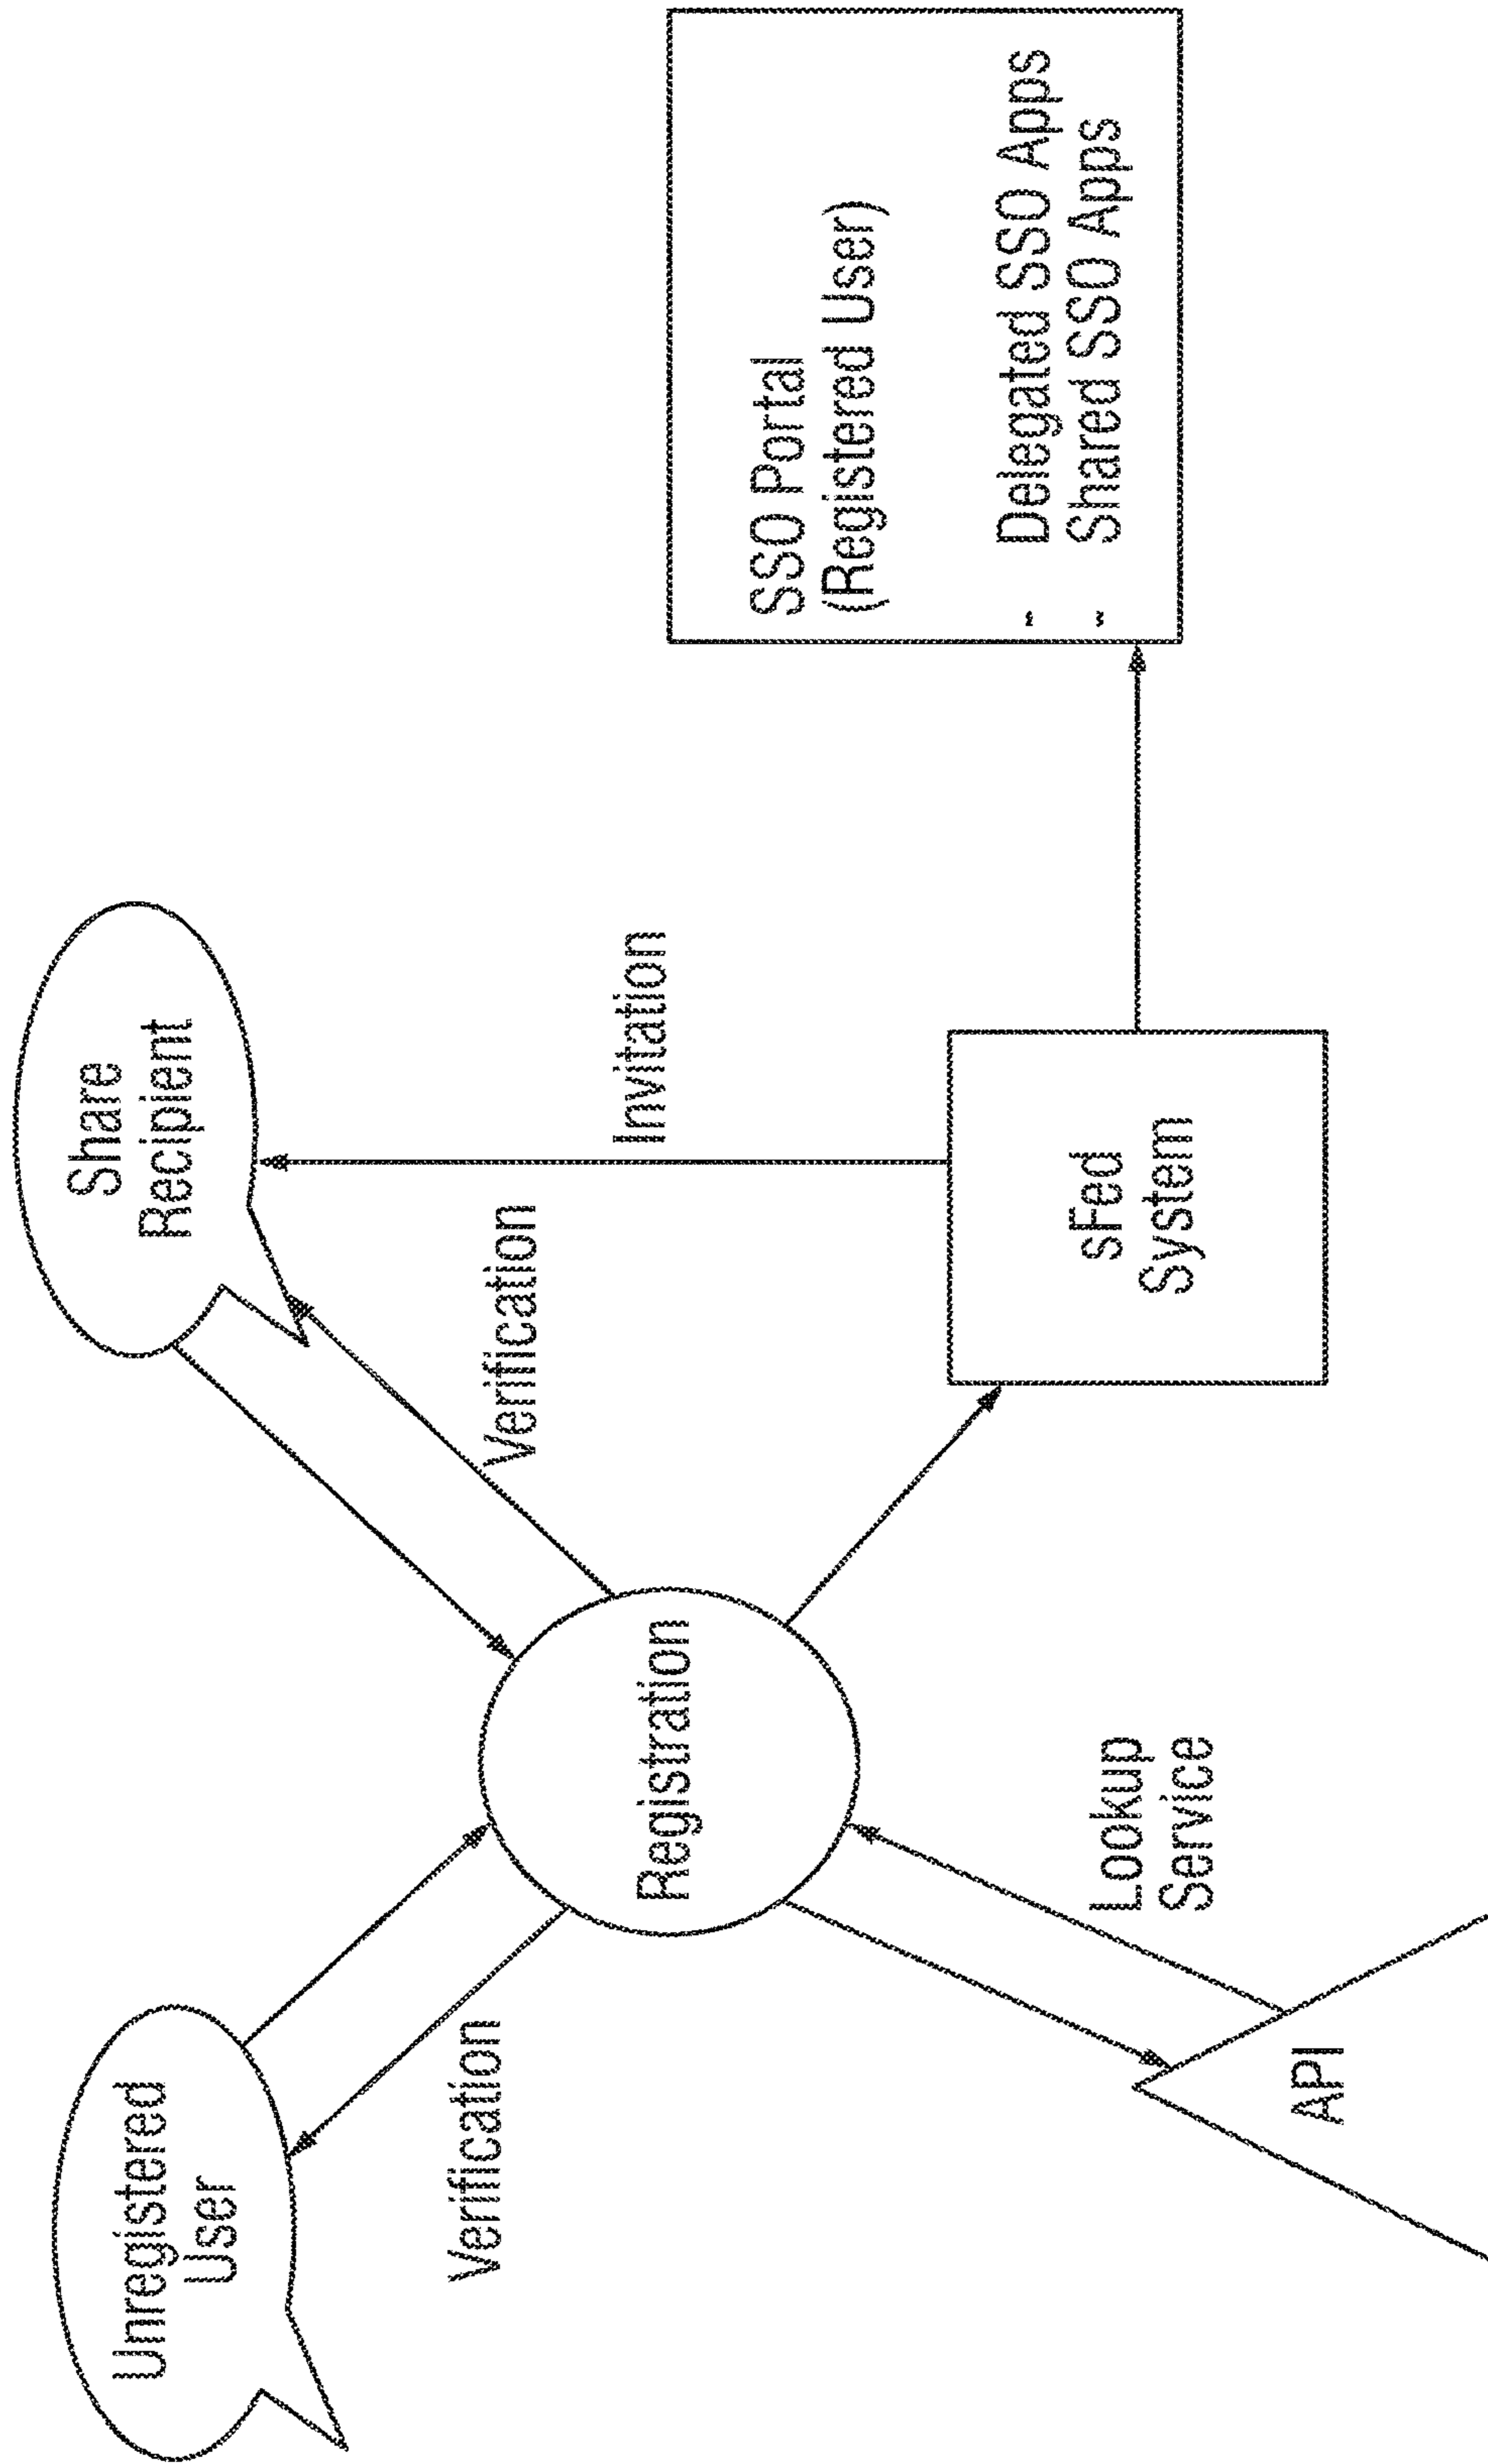 Unregistered
User
Share
Recipient
Verification
Verification
Invitation
Registration
SSO Portal
(Registered User)
- Delegated SSO Apps
- Shared SSO Apps
Lookup
Service
sFed
System
API